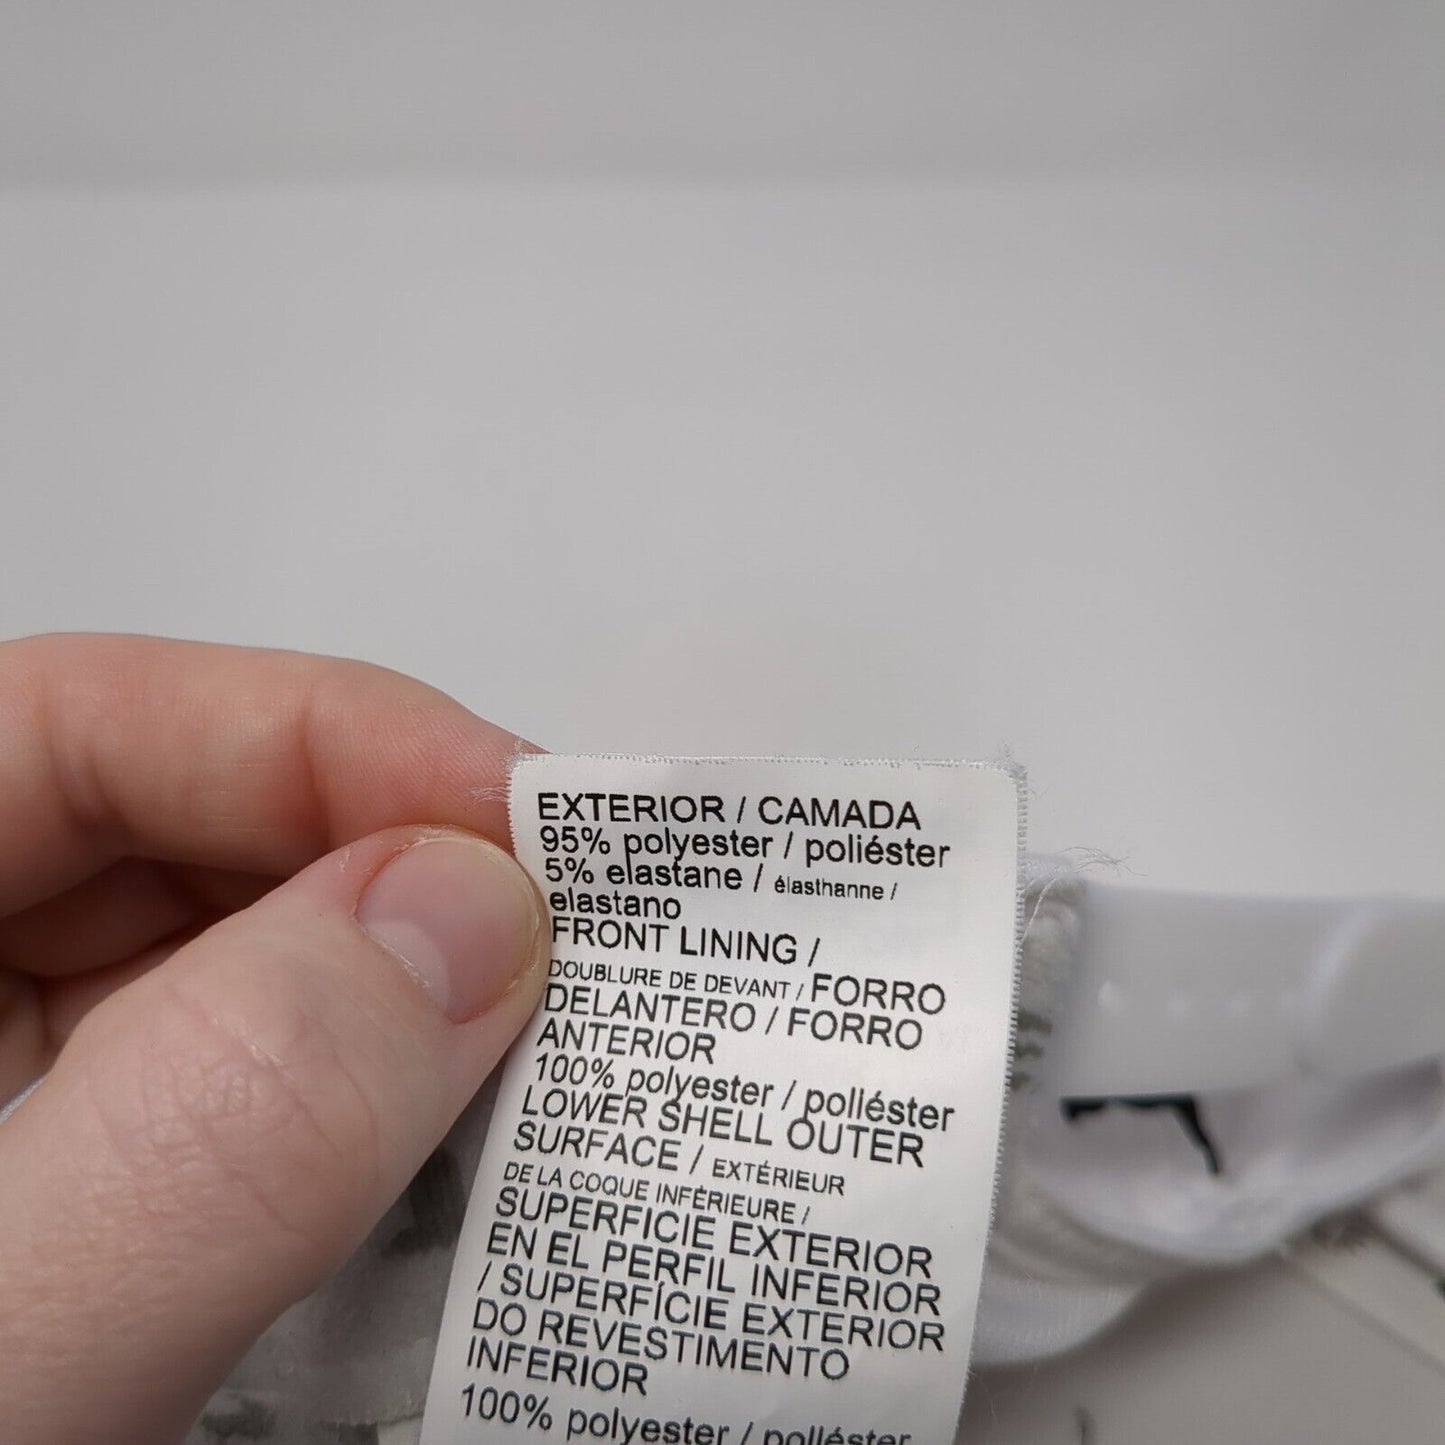 EXTERIOR / CAMADA
95% polyester / poliéster
5% elastane / élasthanne /
elastano
FRONT LINING /
DOUBLURE DE DEVANT / FORRO
DELANTERO / FORRO
ANTERIOR
100% polyester / poliéster
LOWER SHELL OUTER
SURFACE / EXTÉRIEUR
DE LA COQUE INFÉRIEURE /
SUPERFICIE EXTERIOR
EN EL PERFIL INFERIOR
/ SUPERFÍCIE EXTERIOR
DO REVESTIMENTO
INFERIOR
100% polyester / poliéster